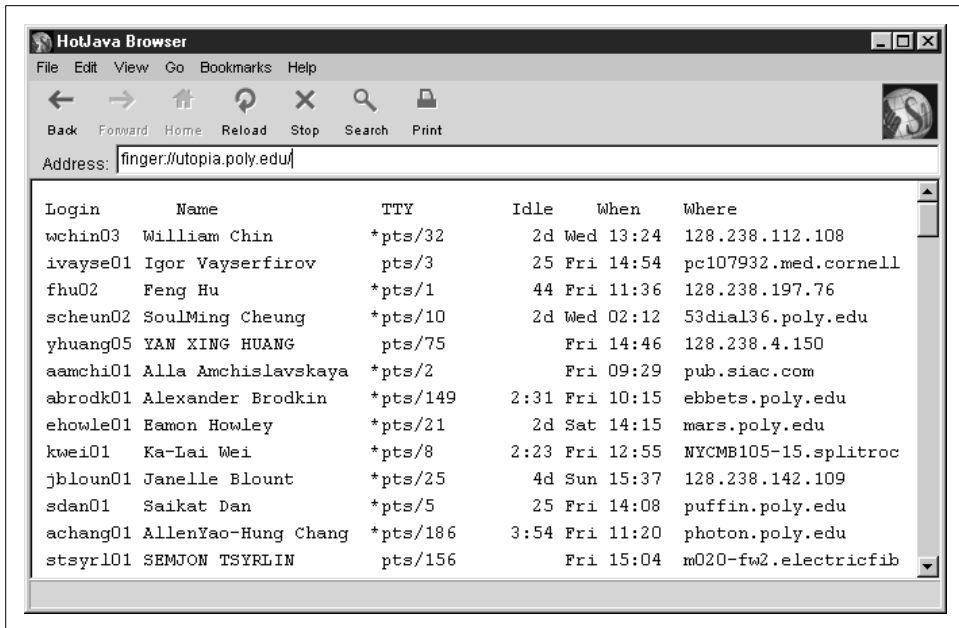 HotJava Browser
File Edit View Go Bookmarks Help
Back Forward Home Reload Stop Search Print
Address: finger://utopia.poly.edu/
Login Name TTY Idle When Where
wchin03 William Chin *pts/32 2d Wed 13:24 128.238.112.108
ivayse01 Igor Vayserfirov pts/3 25 Fri 14:54 pc107932.med.cornell
fhu02 Feng Hu *pts/1 44 Fri 11:36 128.238.197.76
scheun02 SoulMing Cheung *pts/10 2d Wed 02:12 53dial36.poly.edu
yhuang05 YAN XING HUANG pts/75 Fri 14:46 128.238.4.150
aamchi01 Alla Amchislavskaya *pts/2 Fri 09:29 pub.siac.com
abrodk01 Alexander Brodkin *pts/149 2:31 Fri 10:15 ebbets.poly.edu
ehowle01 Eamon Howley *pts/21 2d Sat 14:15 mars.poly.edu
kwei01 Ka-Lai Wei *pts/8 2:23 Fri 12:55 NYCMB105-15.splitroc
jbloun01 Janelle Blount *pts/25 4d Sun 15:37 128.238.142.109
sdan01 Saikat Dan *pts/5 25 Fri 14:08 puffin.poly.edu
achang01 AllenYao-Hung Chang *pts/186 3:54 Fri 11:20 photon.poly.edu
stsyrl01 SEMJON TSYRLIN pts/156 Fri 15:04 m020-fw2.electricfib